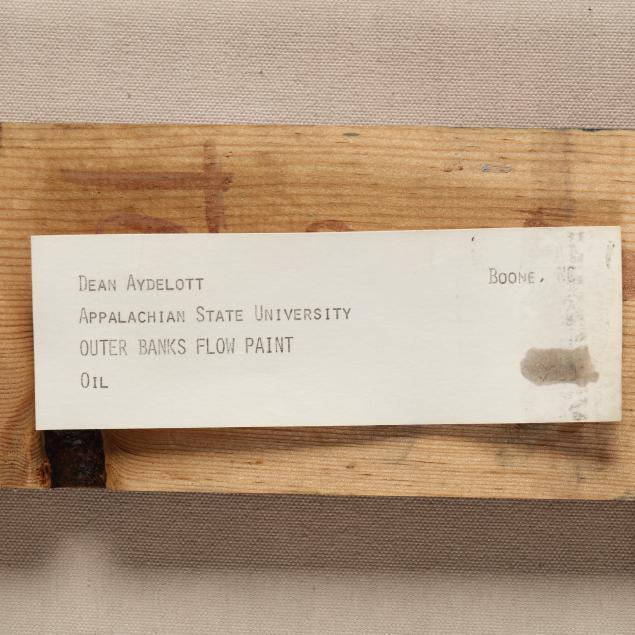 Dean Aydelott Boone, NC
Appalachian State University
OUTER BANKS FLOW PAINT
Oil